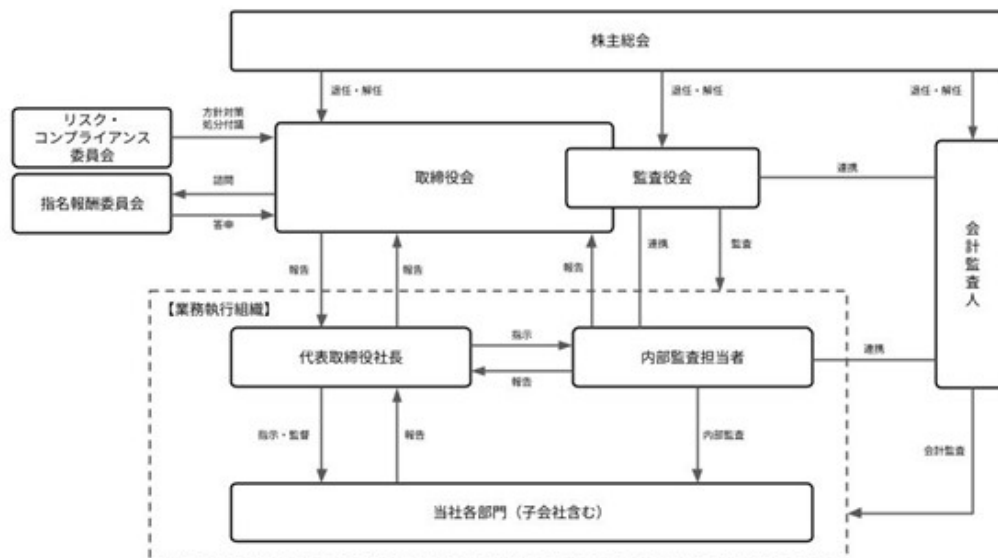 株主総会
退任・解任
退任・解任
退任・解任
リスク・
コンプライアンス
委員会
方針対策
処分付議
取締役会
監査役会
連携
諮問
指名報酬委員会
答申
会計監査人
報告
報告
報告
連携
監査
【業務執行組織】
代表取締役社長
指示
報告
内部監査担当者
連携
指示・監督
報告
内部監査
会計監査
当社各部門（子会社含む）